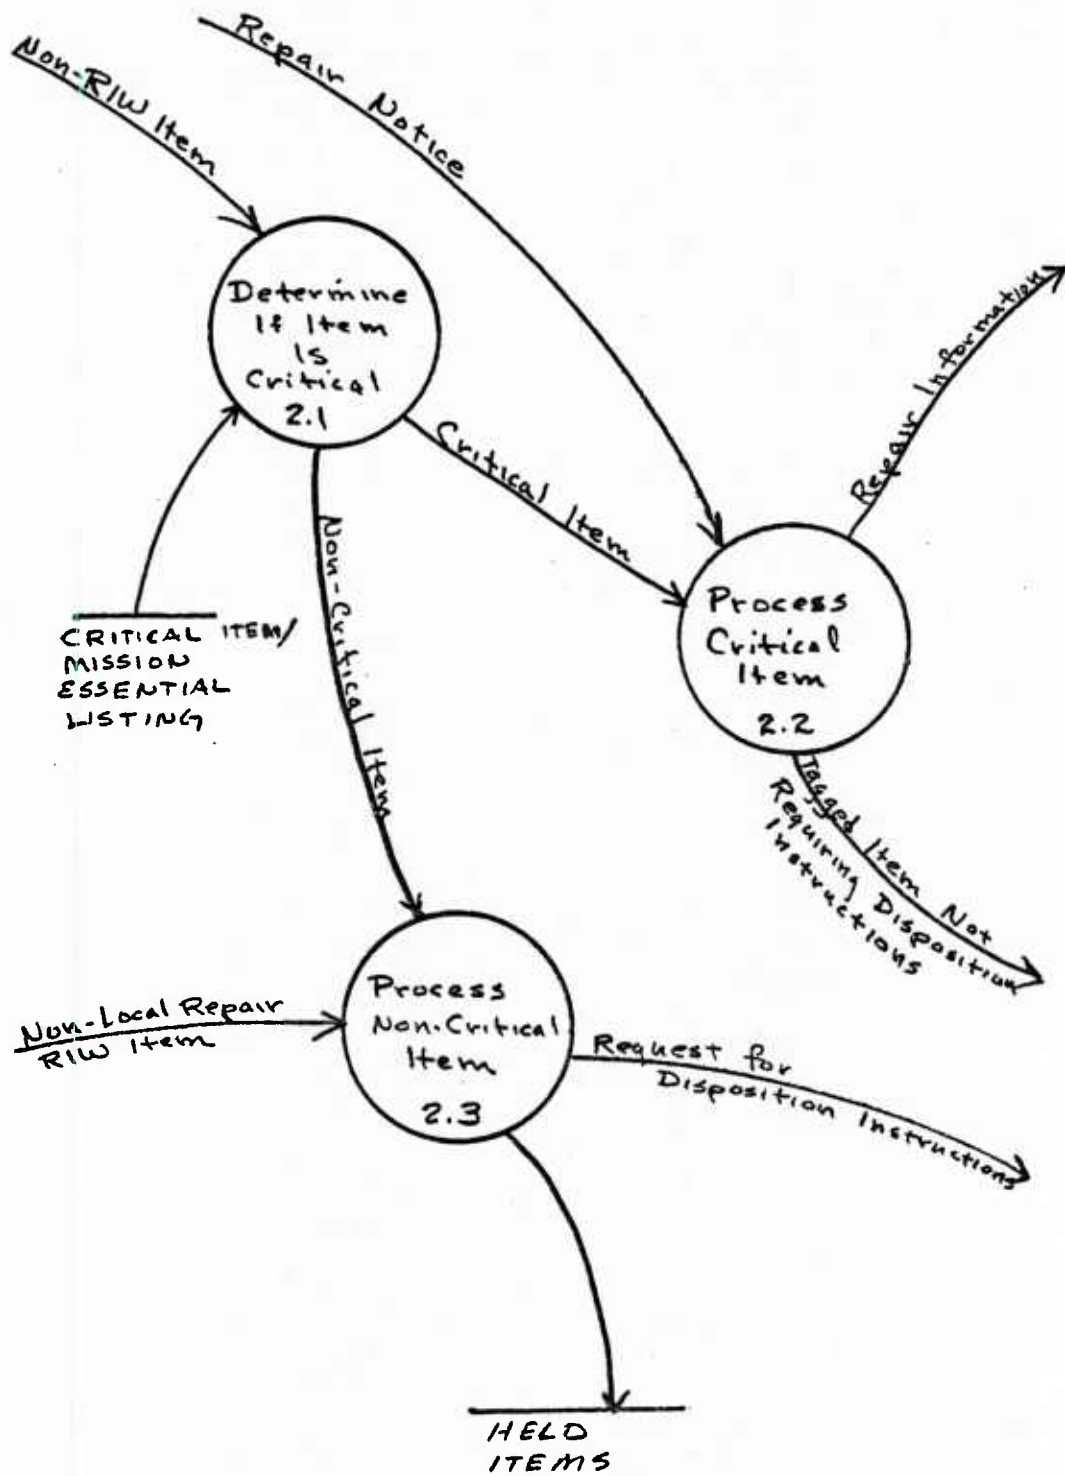 Non-RIW Item
Repair Notice
Determine
If Item
Is
Critical
2.1
Repair Information
Critical Item
Non-Critical Item
CRITICAL ITEM/
MISSION
ESSENTIAL
LISTING
Process
Critical
Item
2.2
Tagged Item Not
Requiring Disposition
Instructions
Process
Non-Critical
Item
2.3
Non-Local Repair
RIW Item
Request for
Disposition Instructions
HELD
ITEMS